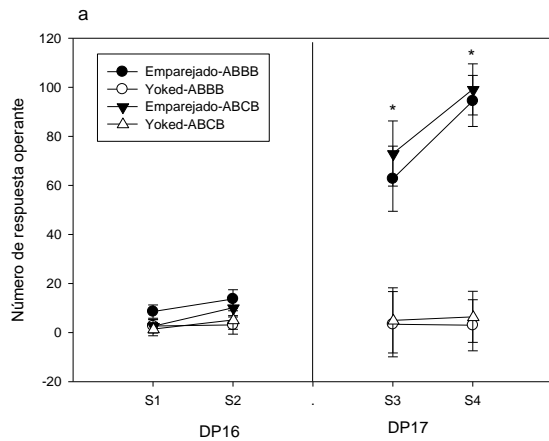 a
120
100
80
60
40
20
0
-20
Número de respuesta operante
Emparejado-ABBB
Yoked-ABBB
Emparejado-ABCB
Yoked-ABCB
*
*
S1 S2 . S3 S4
DP16 DP17